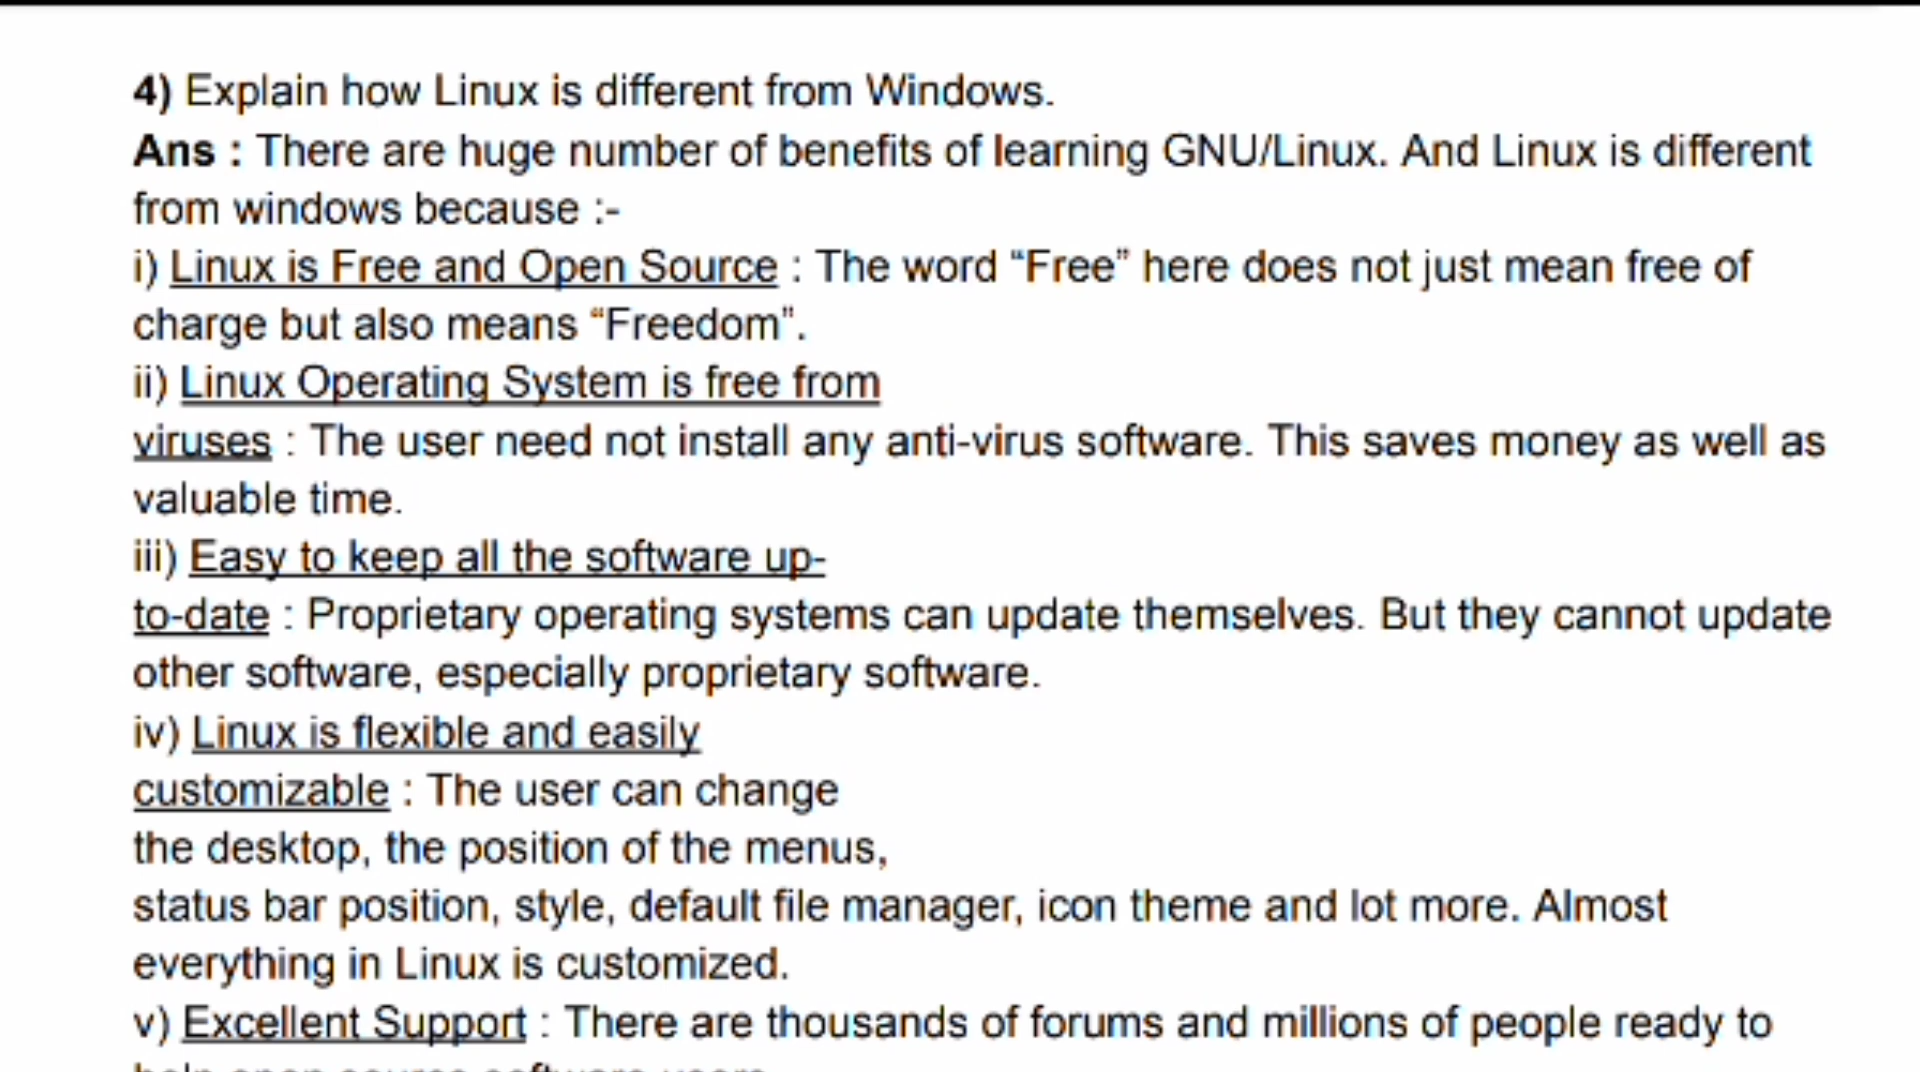 4) Explain how Linux is different from Windows.
Ans : There are huge number of benefits of learning GNU/Linux. And Linux is different
from windows because :-
i) Linux is Free and Open Source : The word “Free” here does not just mean free of
charge but also means “Freedom”.
ii) Linux Operating System is free from
viruses : The user need not install any anti-virus software. This saves money as well as
valuable time.
iii) Easy to keep all the software up-
to-date : Proprietary operating systems can update themselves. But they cannot update
other software, especially proprietary software.
iv) Linux is flexible and easily
customizable : The user can change
the desktop, the position of the menus,
status bar position, style, default file manager, icon theme and lot more. Almost
everything in Linux is customized.
v) Excellent Support : There are thousands of forums and millions of people ready to
help open source software users